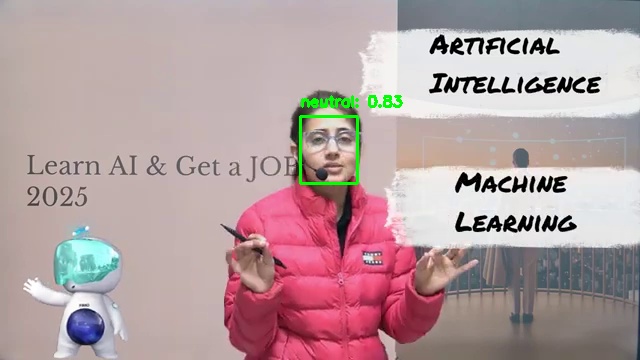 Artificial
Intelligence
neutral: 0.83
Learn AI & Get a JOB
2025
Machine
Learning